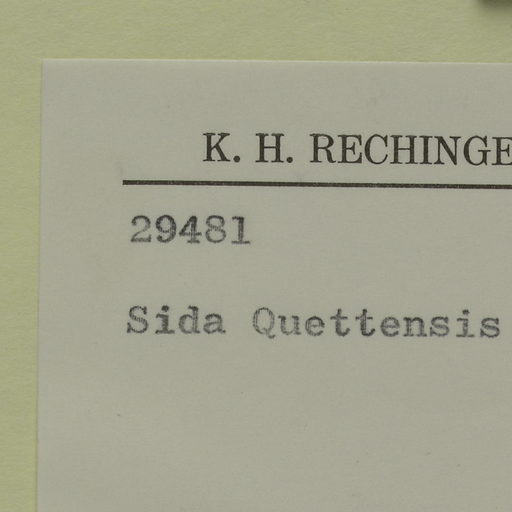 K. H. RECHINGE
29481
Sida Quettensis